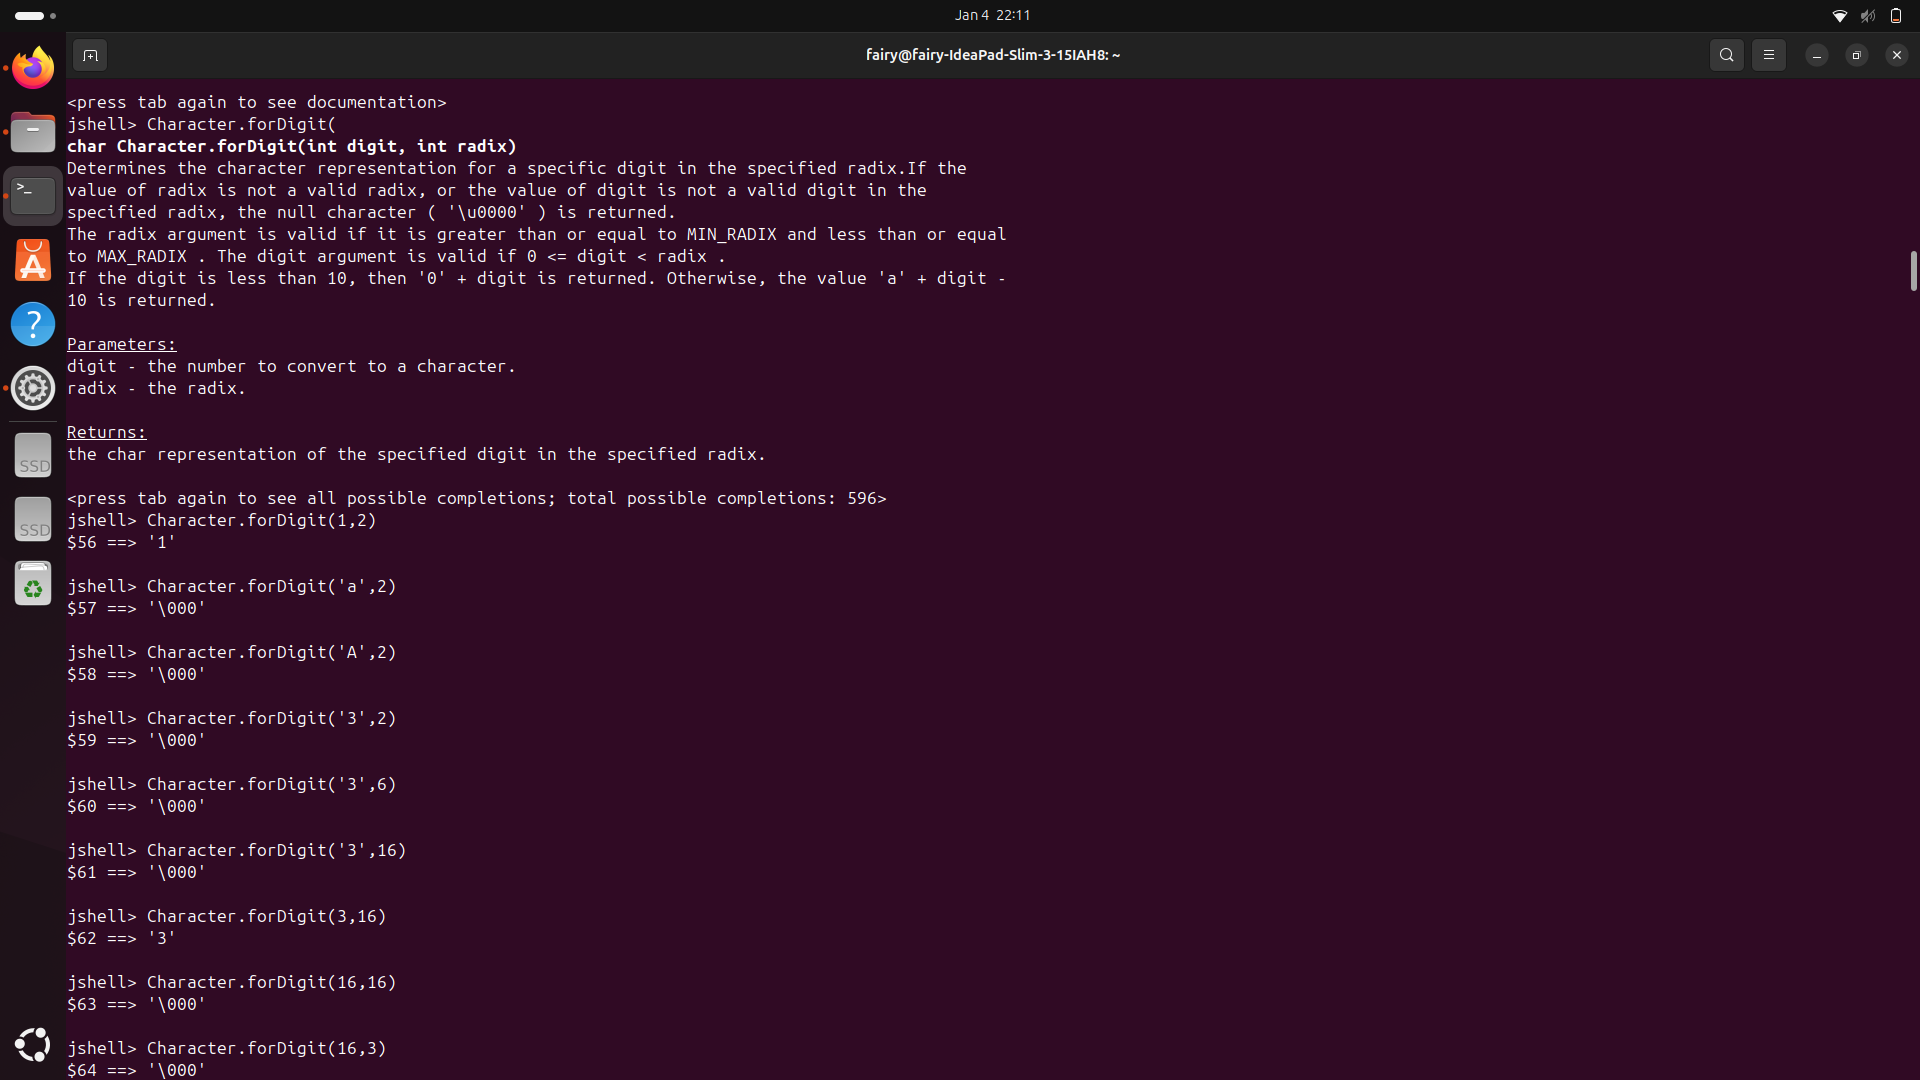 Jan 4 22:11
fairy@fairy-IdeaPad-Slim-3-15IAH8: ~
<press tab again to see documentation>
jshell> Character.forDigit(
char Character.forDigit(int digit, int radix)
Determines the character representation for a specific digit in the specified radix.If the
value of radix is not a valid radix, or the value of digit is not a valid digit in the
specified radix, the null character ( '\u0000' ) is returned.
The radix argument is valid if it is greater than or equal to MIN_RADIX and less than or equal
to MAX_RADIX . The digit argument is valid if 0 <= digit < radix .
If the digit is less than 10, then '0' + digit is returned. Otherwise, the value 'a' + digit -
10 is returned.
Parameters:
digit - the number to convert to a character.
radix - the radix.
Returns:
the char representation of the specified digit in the specified radix.
<press tab again to see all possible completions; total possible completions: 596>
jshell> Character.forDigit(1,2)
$56 ==> '1'
jshell> Character.forDigit('a',2)
$57 ==> '\000'
jshell> Character.forDigit('A',2)
$58 ==> '\000'
jshell> Character.forDigit('3',2)
$59 ==> '\000'
jshell> Character.forDigit('3',6)
$60 ==> '\000'
jshell> Character.forDigit('3',16)
$61 ==> '\000'
jshell> Character.forDigit(3,16)
$62 ==> '3'
jshell> Character.forDigit(16,16)
$63 ==> '\000'
jshell> Character.forDigit(16,3)
$64 ==> '\000'
>_
A
?
SSD
SSD